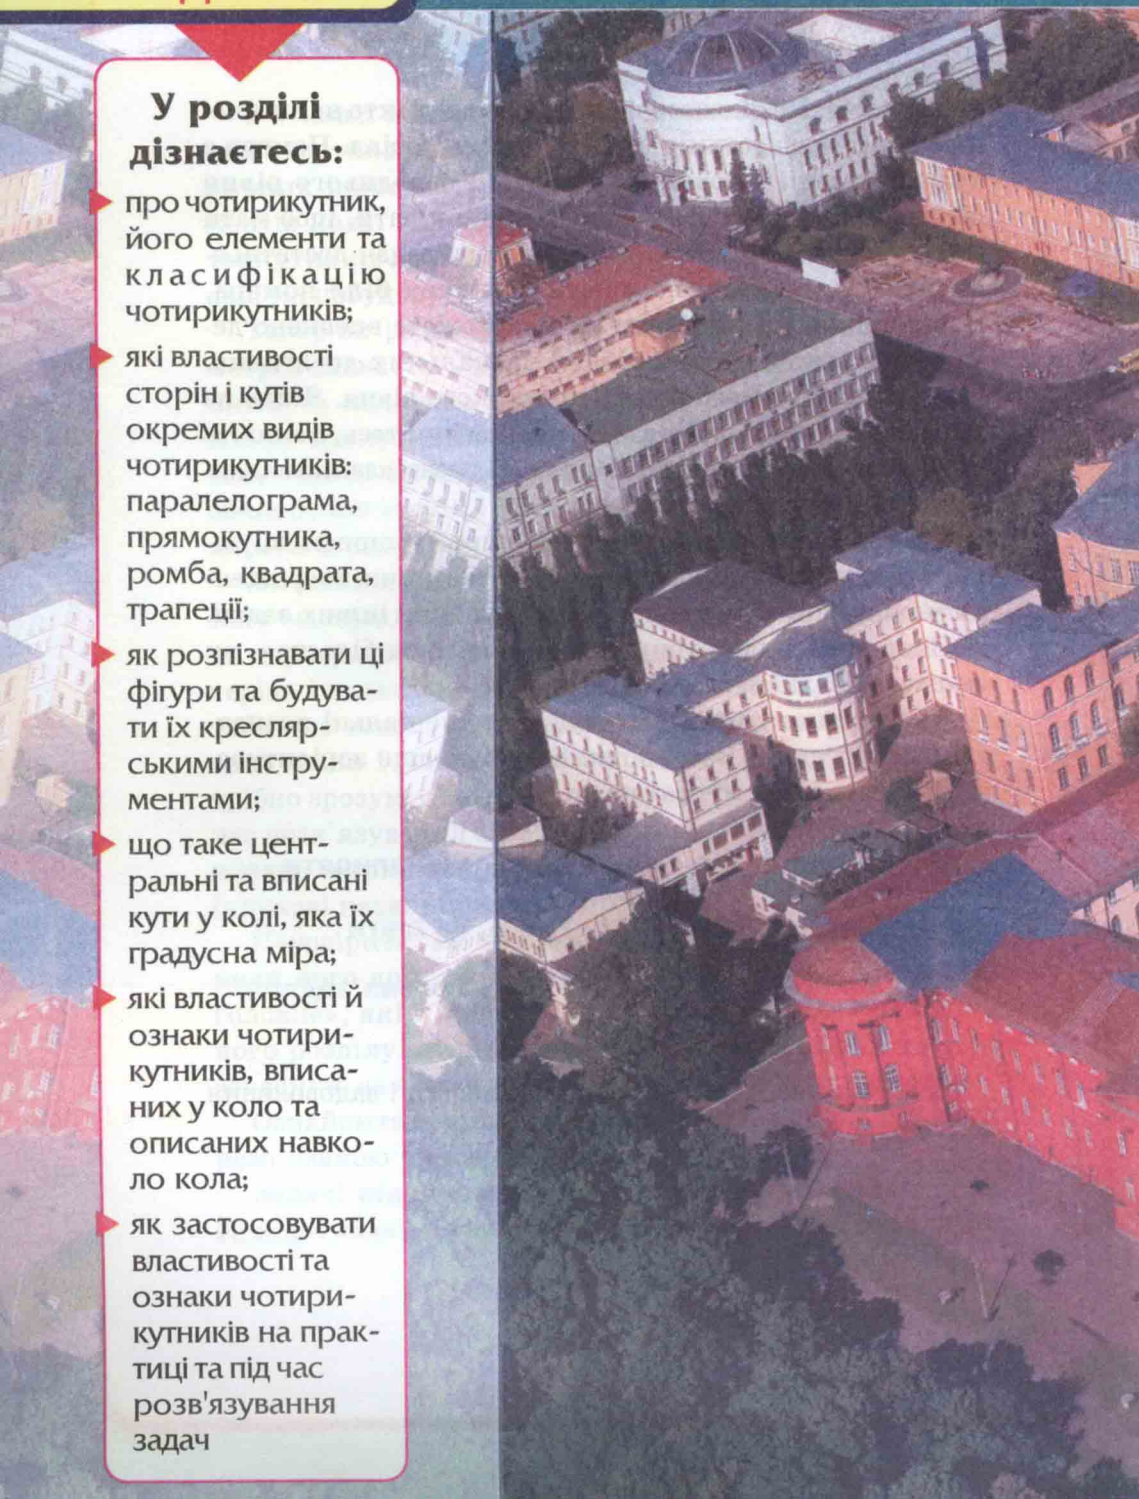 У розділі
дізнаєтесь:
про чотирикутник,
його елементи та
класифікацію
чотирикутників;
які властивості
сторін і кутів
окремих видів
чотирикутників:
паралелограма,
прямокутника,
ромба, квадрата,
трапеції;
як розпізнавати ці
фігури та будува-
ти їх кресляр-
ськими інстру-
ментами;
що таке цент-
ральні та вписані
кути у колі, яка їх
градусна міра;
які властивості й
ознаки чотири-
кутників, вписа-
них у коло та
описаних навко-
ло кола;
як застосовувати
властивості та
ознаки чотири-
кутників на прак-
тиці та під час
розв'язування
задач